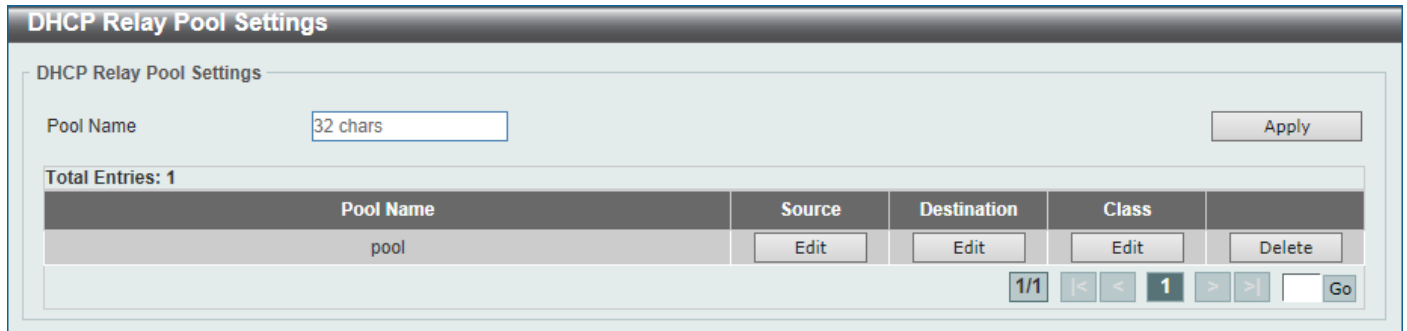 DHCP Relay Pool Settings
DHCP Relay Pool Settings
Pool Name 32 chars Apply
Total Entries: 1
Pool Name Source Destination Class
pool Edit Edit Edit Delete
1/1 |< < 1 > >| Go